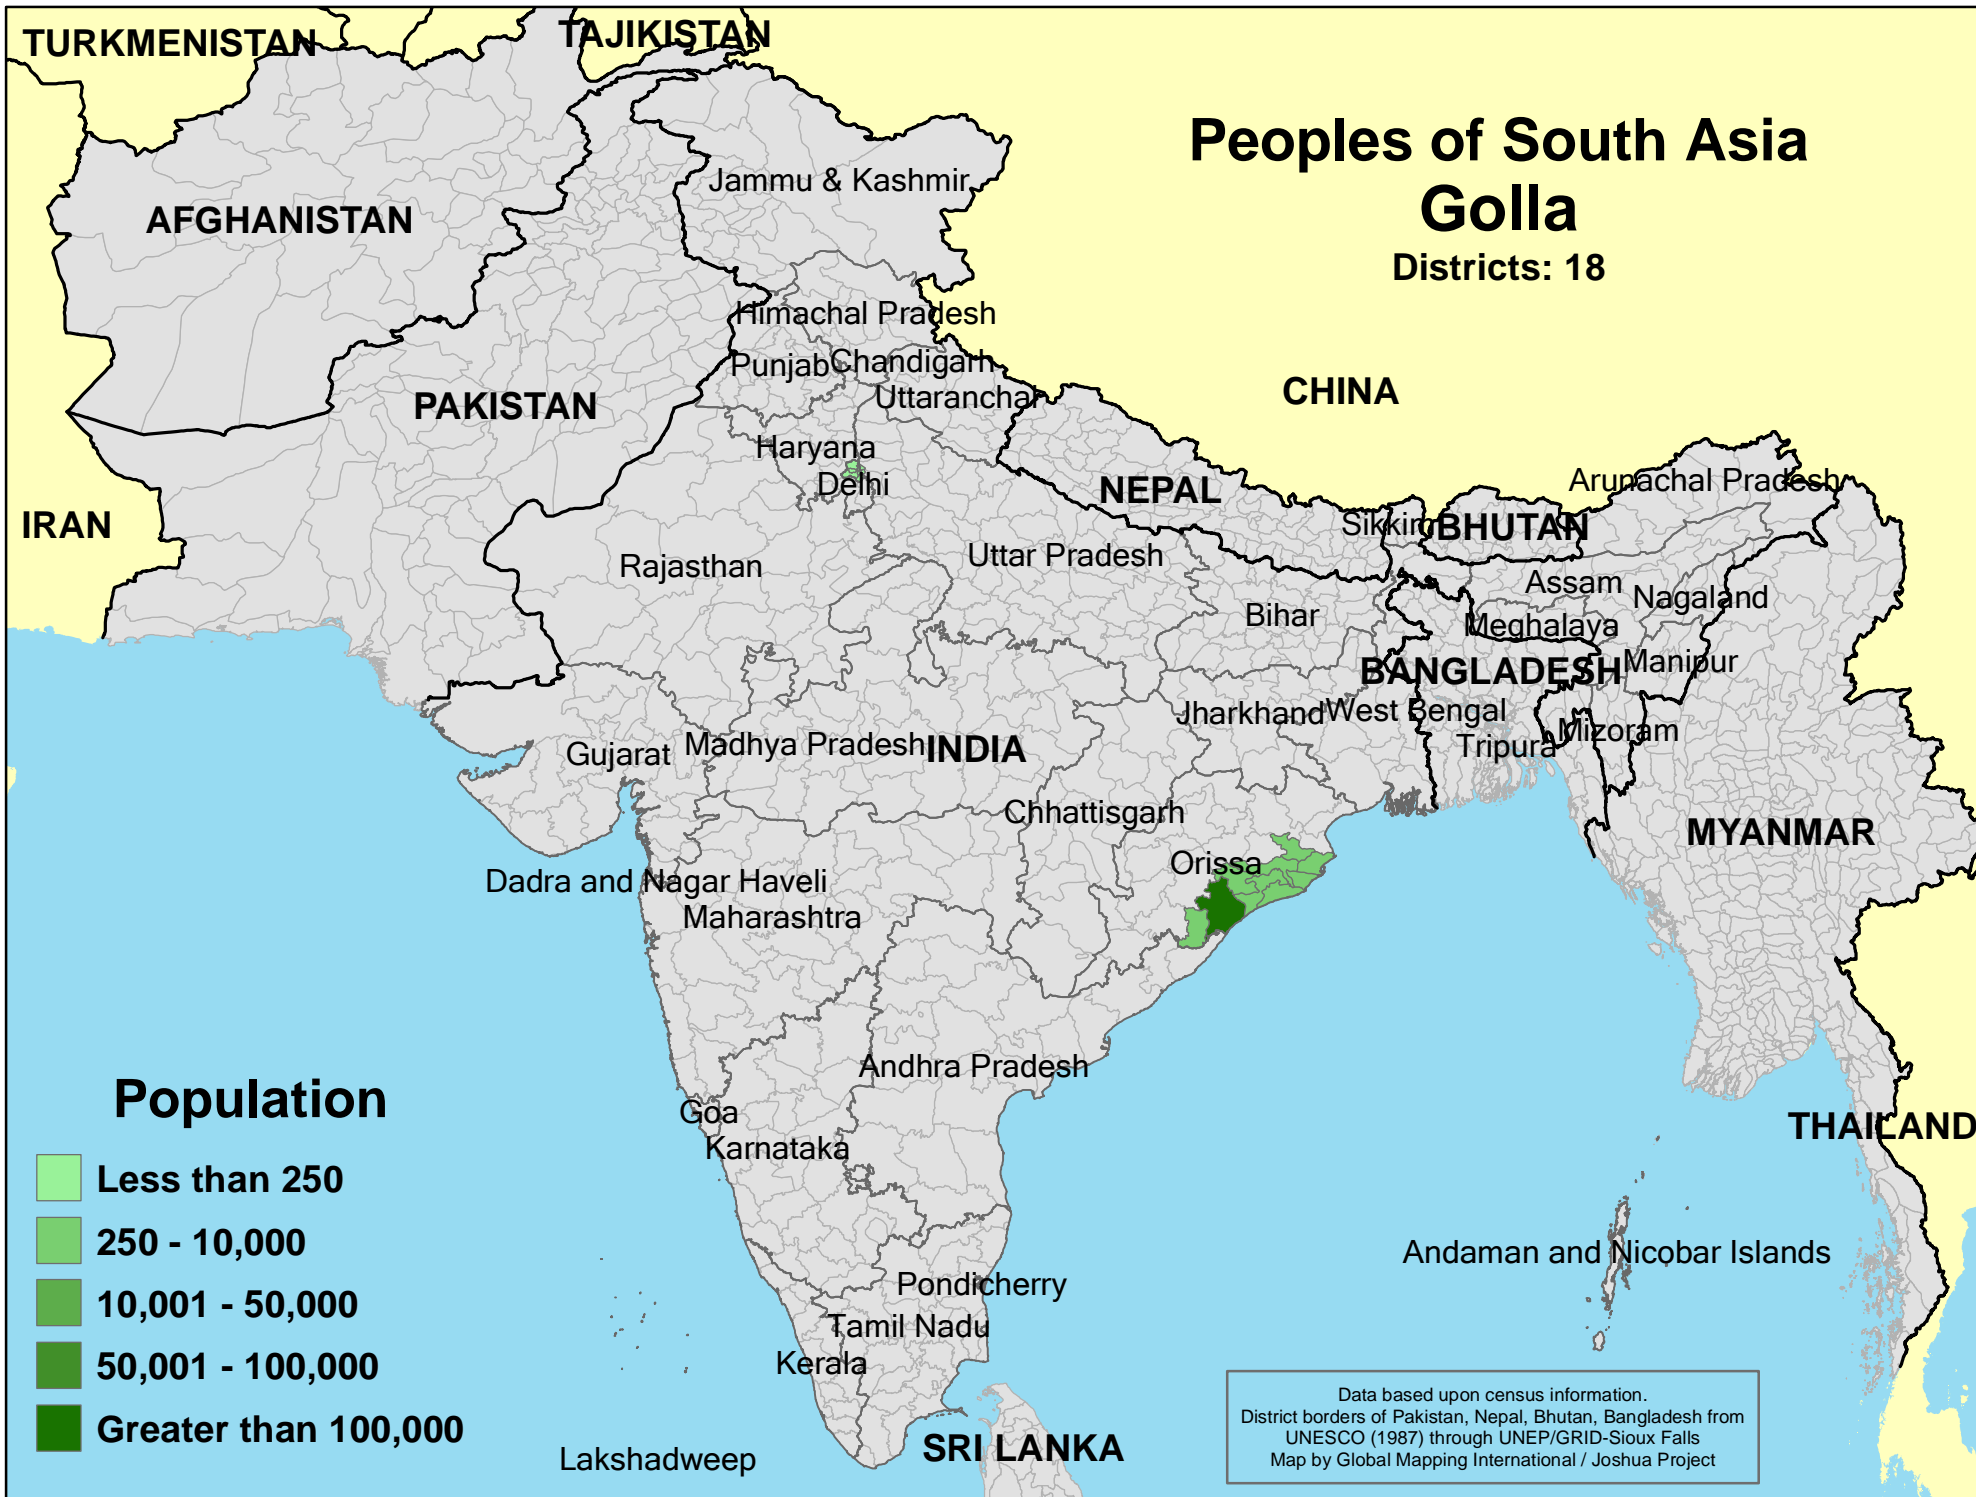 TURKMENISTAN
TAJIKISTAN
Peoples of South Asia
Golla
Districts: 18
Jammu & Kashmir
AFGHANISTAN
Himachal Pradesh
Punjab
Chandigarh
Uttaranchal
CHINA
PAKISTAN
Haryana
Delhi
NEPAL
Arunachal Pradesh
IRAN
Sikkim
BHUTAN
Rajasthan
Uttar Pradesh
Assam
Nagaland
Bihar
Meghalaya
BANGLADESH
Manipur
Jharkhand
West Bengal
Gujarat
Madhya Pradesh
INDIA
Tripura
Mizoram
Chhattisgarh
MYANMAR
Orissa
Dadra and Nagar Haveli
Maharashtra
Andhra Pradesh
Goa
Karnataka
THAILAND
Andaman and Nicobar Islands
Pondicherry
Tamil Nadu
Kerala
Lakshadweep
SRI LANKA
Population
Less than 250
250 - 10,000
10,001 - 50,000
50,001 - 100,000
Greater than 100,000
Data based upon census information.
District borders of Pakistan, Nepal, Bhutan, Bangladesh from
UNESCO (1987) through UNEP/GRID-Sioux Falls
Map by Global Mapping International / Joshua Project